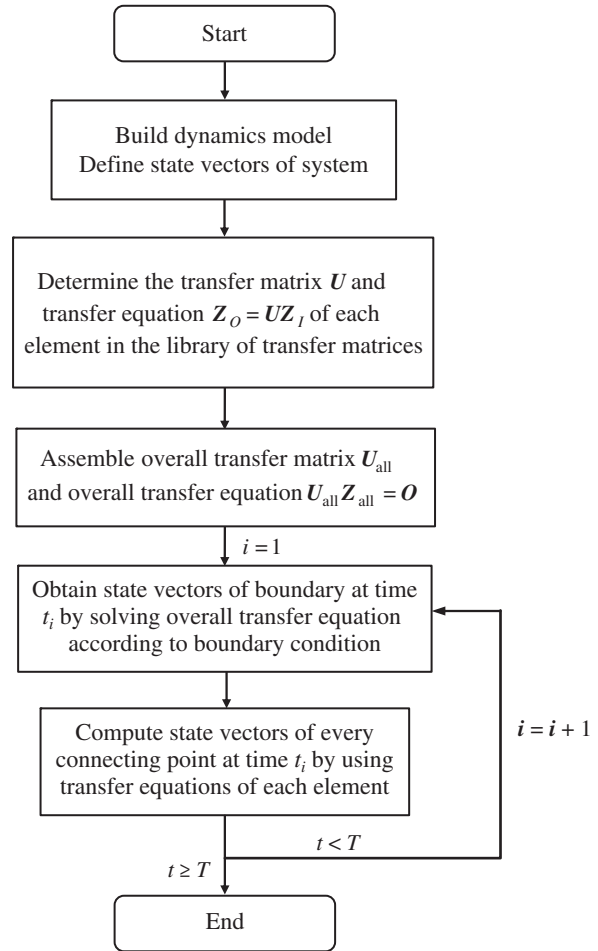 Start
Build dynamics model
Define state vectors of system
Determine the transfer matrix U and
transfer equation Z_O = UZ_I of each
element in the library of transfer matrices
Assemble overall transfer matrix U_all
and overall transfer equation U_all Z_all = O
i = 1
Obtain state vectors of boundary at time
t_i by solving overall transfer equation
according to boundary condition
i = i + 1
Compute state vectors of every
connecting point at time t_i by using
transfer equations of each element
t < T
t ≥ T
End